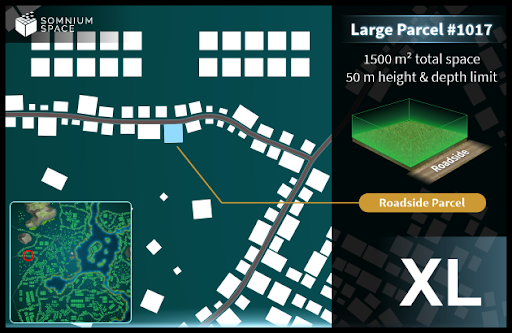 SOMNIUM
SPACE
Large Parcel #1017
1500 m² total space
50 m height & depth limit
Roadside
Roadside Parcel
XL